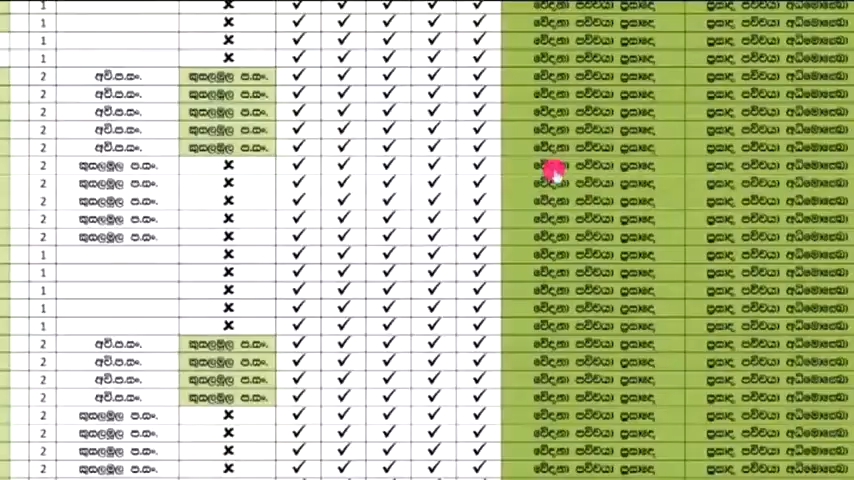 1 ✗ ✓ ✓ ✓ ✓ ✓ වේදනා පච්චයා ප්‍රසාදො ප්‍රසාද පච්චයා අධිමොක්ඛො
1 ✗ ✓ ✓ ✓ ✓ ✓ වේදනා පච්චයා ප්‍රසාදො ප්‍රසාද පච්චයා අධිමොක්ඛො
1 ✗ ✓ ✓ ✓ ✓ ✓ වේදනා පච්චයා ප්‍රසාදො ප්‍රසාද පච්චයා අධිමොක්ඛො
1 ✗ ✓ ✓ ✓ ✓ ✓ වේදනා පච්චයා ප්‍රසාදො ප්‍රසාද පච්චයා අධිමොක්ඛො
2 අවි.ප.සං. කුසලමූල ප.සං. ✓ ✓ ✓ ✓ ✓ වේදනා පච්චයා ප්‍රසාදො ප්‍රසාද පච්චයා අධිමොක්ඛො
2 අවි.ප.සං. කුසලමූල ප.සං. ✓ ✓ ✓ ✓ ✓ වේදනා පච්චයා ප්‍රසාදො ප්‍රසාද පච්චයා අධිමොක්ඛො
2 අවි.ප.සං. කුසලමූල ප.සං. ✓ ✓ ✓ ✓ ✓ වේදනා පච්චයා ප්‍රසාදො ප්‍රසාද පච්චයා අධිමොක්ඛො
2 අවි.ප.සං. කුසලමූල ප.සං. ✓ ✓ ✓ ✓ ✓ වේදනා පච්චයා ප්‍රසාදො ප්‍රසාද පච්චයා අධිමොක්ඛො
2 අවි.ප.සං. කුසලමූල ප.සං. ✓ ✓ ✓ ✓ ✓ වේදනා පච්චයා ප්‍රසාදො ප්‍රසාද පච්චයා අධිමොක්ඛො
2 කුසලමූල ප.සං. ✗ ✓ ✓ ✓ ✓ ✓ වේදනා පච්චයා ප්‍රසාදො ප්‍රසාද පච්චයා අධිමොක්ඛො
2 කුසලමූල ප.සං. ✗ ✓ ✓ ✓ ✓ ✓ වේදනා පච්චයා ප්‍රසාදො ප්‍රසාද පච්චයා අධිමොක්ඛො
2 කුසලමූල ප.සං. ✗ ✓ ✓ ✓ ✓ ✓ වේදනා පච්චයා ප්‍රසාදො ප්‍රසාද පච්චයා අධිමොක්ඛො
2 කුසලමූල ප.සං. ✗ ✓ ✓ ✓ ✓ ✓ වේදනා පච්චයා ප්‍රසාදො ප්‍රසාද පච්චයා අධිමොක්ඛො
2 කුසලමූල ප.සං. ✗ ✓ ✓ ✓ ✓ ✓ වේදනා පච්චයා ප්‍රසාදො ප්‍රසාද පච්චයා අධිමොක්ඛො
1 ✗ ✓ ✓ ✓ ✓ ✓ වේදනා පච්චයා ප්‍රසාදො ප්‍රසාද පච්චයා අධිමොක්ඛො
1 ✗ ✓ ✓ ✓ ✓ ✓ වේදනා පච්චයා ප්‍රසාදො ප්‍රසාද පච්චයා අධිමොක්ඛො
1 ✗ ✓ ✓ ✓ ✓ ✓ වේදනා පච්චයා ප්‍රසාදො ප්‍රසාද පච්චයා අධිමොක්ඛො
1 ✗ ✓ ✓ ✓ ✓ ✓ වේදනා පච්චයා ප්‍රසාදො ප්‍රසාද පච්චයා අධිමොක්ඛො
1 ✗ ✓ ✓ ✓ ✓ ✓ වේදනා පච්චයා ප්‍රසාදො ප්‍රසාද පච්චයා අධිමොක්ඛො
2 අවි.ප.සං. කුසලමූල ප.සං. ✓ ✓ ✓ ✓ ✓ වේදනා පච්චයා ප්‍රසාදො ප්‍රසාද පච්චයා අධිමොක්ඛො
2 අවි.ප.සං. කුසලමූල ප.සං. ✓ ✓ ✓ ✓ ✓ වේදනා පච්චයා ප්‍රසාදො ප්‍රසාද පච්චයා අධිමොක්ඛො
2 අවි.ප.සං. කුසලමූල ප.සං. ✓ ✓ ✓ ✓ ✓ වේදනා පච්චයා ප්‍රසාදො ප්‍රසාද පච්චයා අධිමොක්ඛො
2 අවි.ප.සං. කුසලමූල ප.සං. ✓ ✓ ✓ ✓ ✓ වේදනා පච්චයා ප්‍රසාදො ප්‍රසාද පච්චයා අධිමොක්ඛො
2 කුසලමූල ප.සං. ✗ ✓ ✓ ✓ ✓ ✓ වේදනා පච්චයා ප්‍රසාදො ප්‍රසාද පච්චයා අධිමොක්ඛො
2 කුසලමූල ප.සං. ✗ ✓ ✓ ✓ ✓ ✓ වේදනා පච්චයා ප්‍රසාදො ප්‍රසාද පච්චයා අධිමොක්ඛො
2 කුසලමූල ප.සං. ✗ ✓ ✓ ✓ ✓ ✓ වේදනා පච්චයා ප්‍රසාදො ප්‍රසාද පච්චයා අධිමොක්ඛො
2 කුසලමූල ප.සං. ✗ ✓ ✓ ✓ ✓ ✓ වේදනා පච්චයා ප්‍රසාදො ප්‍රසාද පච්චයා අධිමොක්ඛො